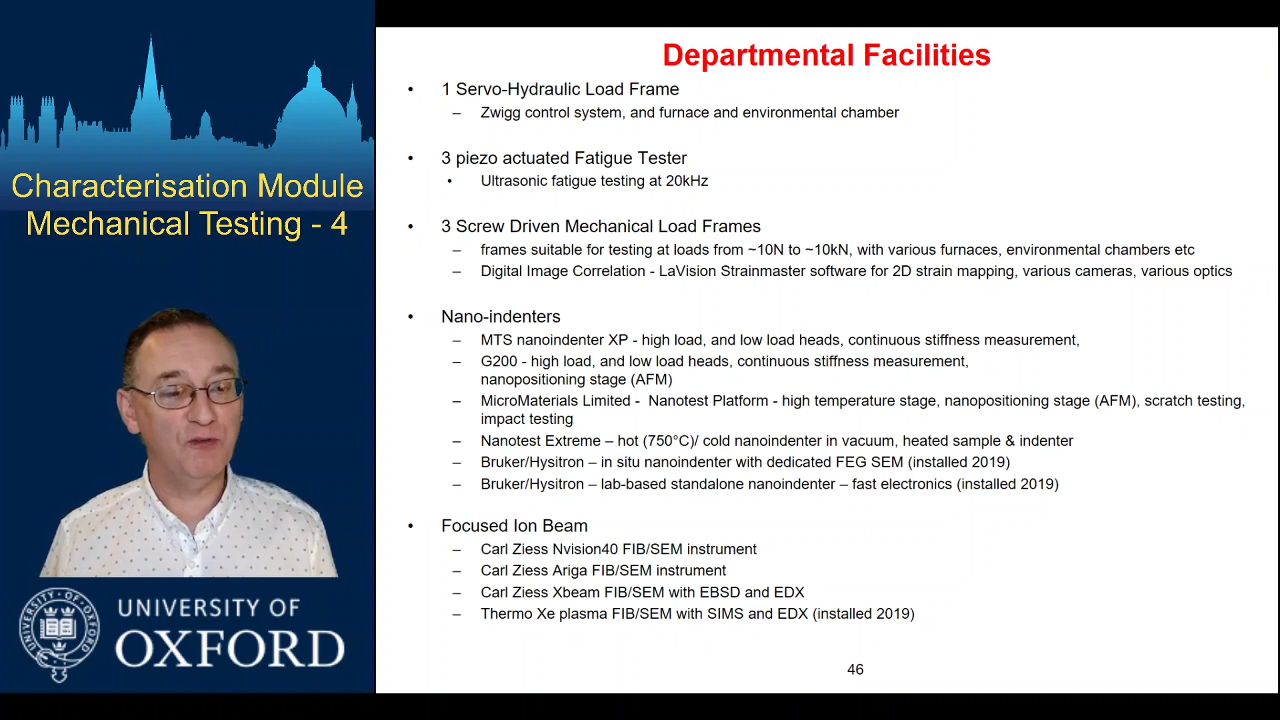 Characterisation Module
Mechanical Testing - 4
UNIVERSITY OF
OXFORD
Departmental Facilities
• 1 Servo-Hydraulic Load Frame
– Zwigg control system, and furnace and environmental chamber
• 3 piezo actuated Fatigue Tester
• Ultrasonic fatigue testing at 20kHz
• 3 Screw Driven Mechanical Load Frames
– frames suitable for testing at loads from ~10N to ~10kN, with various furnaces, environmental chambers etc
– Digital Image Correlation - LaVision Strainmaster software for 2D strain mapping, various cameras, various optics
• Nano-indenters
– MTS nanoindenter XP - high load, and low load heads, continuous stiffness measurement,
– G200 - high load, and low load heads, continuous stiffness measurement,
nanopositioning stage (AFM)
– MicroMaterials Limited - Nanotest Platform - high temperature stage, nanopositioning stage (AFM), scratch testing,
impact testing
– Nanotest Extreme – hot (750°C)/ cold nanoindenter in vacuum, heated sample & indenter
– Bruker/Hysitron – in situ nanoindenter with dedicated FEG SEM (installed 2019)
– Bruker/Hysitron – lab-based standalone nanoindenter – fast electronics (installed 2019)
• Focused Ion Beam
– Carl Ziess Nvision40 FIB/SEM instrument
– Carl Ziess Ariga FIB/SEM instrument
– Carl Ziess Xbeam FIB/SEM with EBSD and EDX
– Thermo Xe plasma FIB/SEM with SIMS and EDX (installed 2019)
46